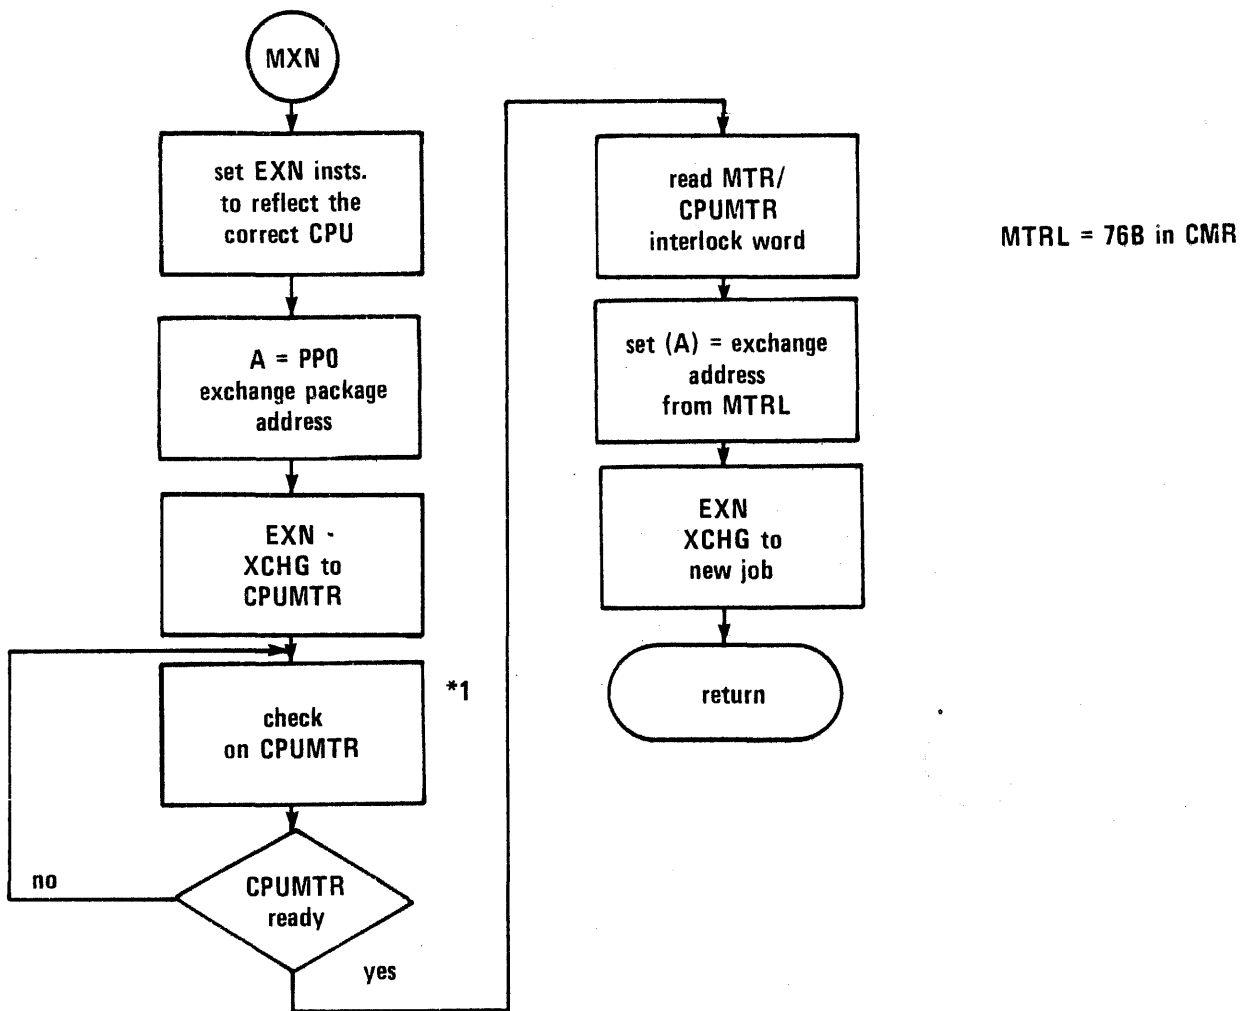 MXN
set EXN insts.
to reflect the
correct CPU
A = PP0
exchange package
address
EXN -
XCHG to
CPUMTR
check
on CPUMTR
*1
CPUMTR
ready
no
yes
read MTR/
CPUMTR
interlock word
set (A) = exchange
address
from MTRL
EXN
XCHG to
new job
return
MTRL = 76B in CMR